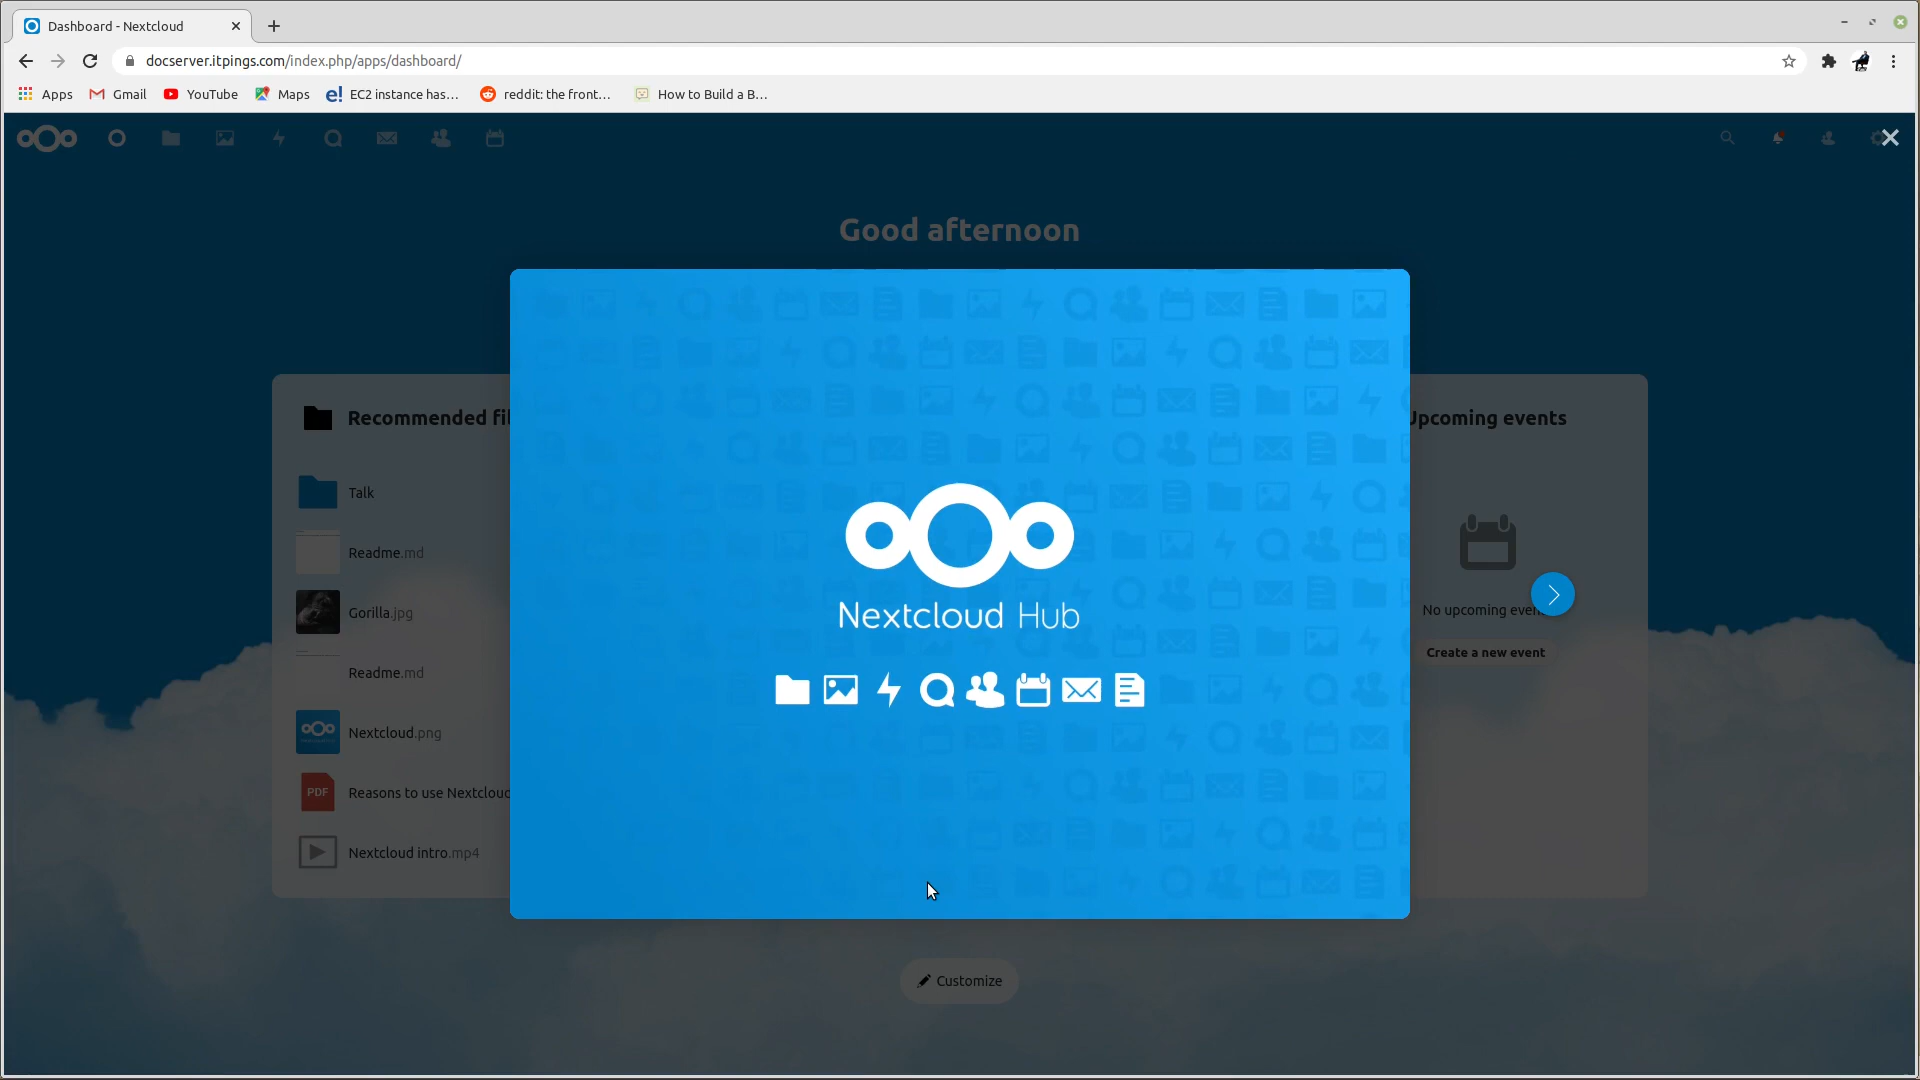 Dashboard - Nextcloud
docserver.itpings.com/index.php/apps/dashboard/
Apps
Gmail
YouTube
Maps
e!
EC2 instance has...
reddit: the front...
How to Build a B...
Good afternoon
Recommended fil
Upcoming events
Talk
Readme.md
Gorilla.jpg
Readme.md
Nextcloud.png
PDF
Reasons to use Nextcloud
Nextcloud intro.mp4
Nextcloud Hub
No upcoming even
Create a new event
Customize